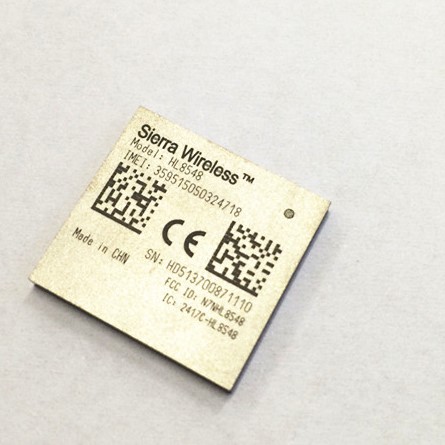 Sierra Wireless™
Model: HL8548
IMEI: 359515050324718
CE
Made in CHN
SN: HD513700871110
FCC ID: N7NHL8548
IC: 2417C-HL8548